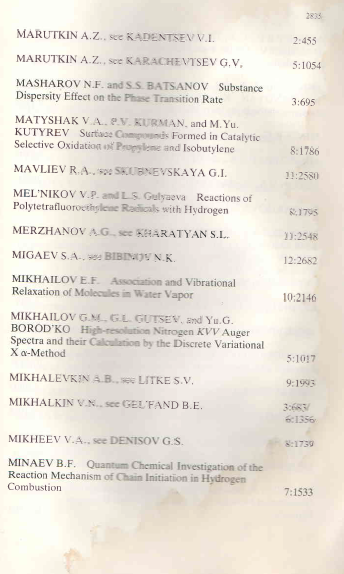 2835
MARUTKIN A.Z., see KADENTSEV V.I. 2:455
MARUTKIN A.Z., see KARACHEVTSEV G.V. 5:1054
MASHAROV N.F. and S.S. BATSANOV Substance
Dispersity Effect on the Phase Transition Rate 3:695
MATYSHAK V.A., P.V. KURMAN, and M.Yu.
KUTYREV Surface Compounds Formed in Catalytic
Selective Oxidation of Propylene and Isobutylene 8:1786
MAVLIEV R.A., see SKUBNEVSKAYA G.I. 11:2580
MEL'NIKOV V.P. and L.S. Gulyaeva Reactions of
Polytetrafluoroethylene Radicals with Hydrogen 8:1795
MERZHANOV A.G., see KHARATYAN S.L. 11:2548
MIGAEV S.A., see BIBINOV N.K. 12:2682
MIKHAILOV E.F. Association and Vibrational
Relaxation of Molecules in Water Vapor 10:2146
MIKHAILOV G.M., G.L. GUTSEV, and Yu.G.
BOROD'KO High-resolution Nitrogen KVV Auger
Spectra and their Calculation by the Discrete Variational
X α-Method 5:1017
MIKHALEVKIN A.B., see LITKE S.V. 9:1993
MIKHALKIN V.N., see GEL'FAND B.E. 3:683/
6:1356
MIKHEEV V.A., see DENISOV G.S. 8:1739
MINAEV B.F. Quantum Chemical Investigation of the
Reaction Mechanism of Chain Initiation in Hydrogen
Combustion 7:1533